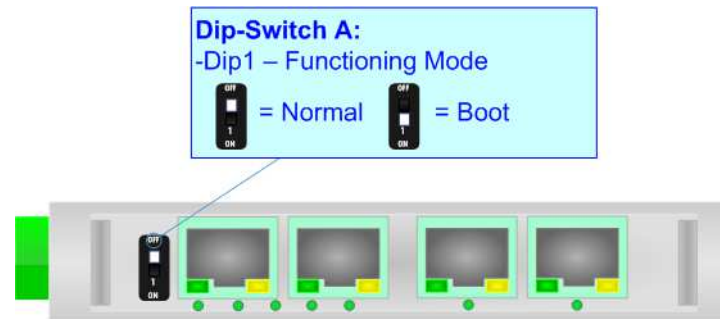 Dip-Switch A:
-Dip1 – Functioning Mode
OFF
1
ON
= Normal
OFF
1
ON
= Boot
OFF
1
ON